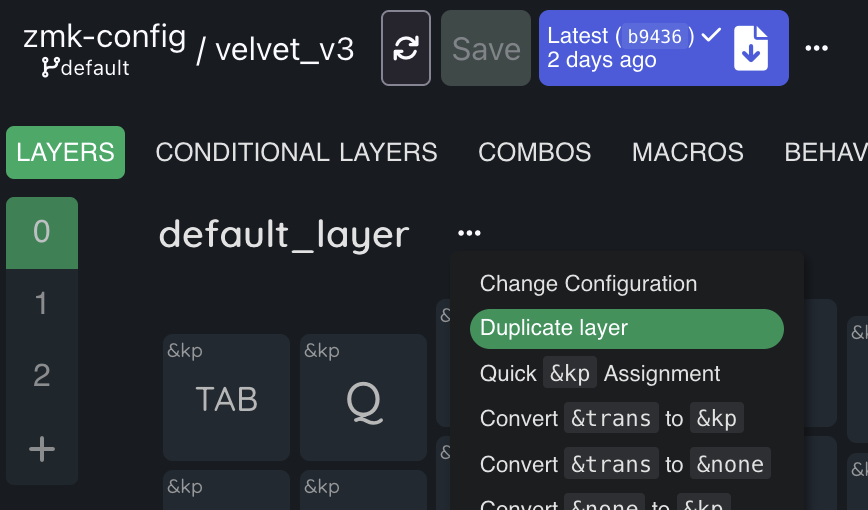 zmk-config / velvet_v3
default
Save
Latest (b9436)
2 days ago
LAYERS CONDITIONAL LAYERS COMBOS MACROS BEHAV
0
1
2
+
default_layer
Change Configuration
Duplicate layer
Quick &kp Assignment
Convert &trans to &kp
Convert &trans to &none
Convert &none to &kp
&kp
TAB
&kp
Q
&kp
&kp